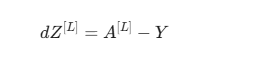 dZ^{[L]} = A^{[L]} − Y